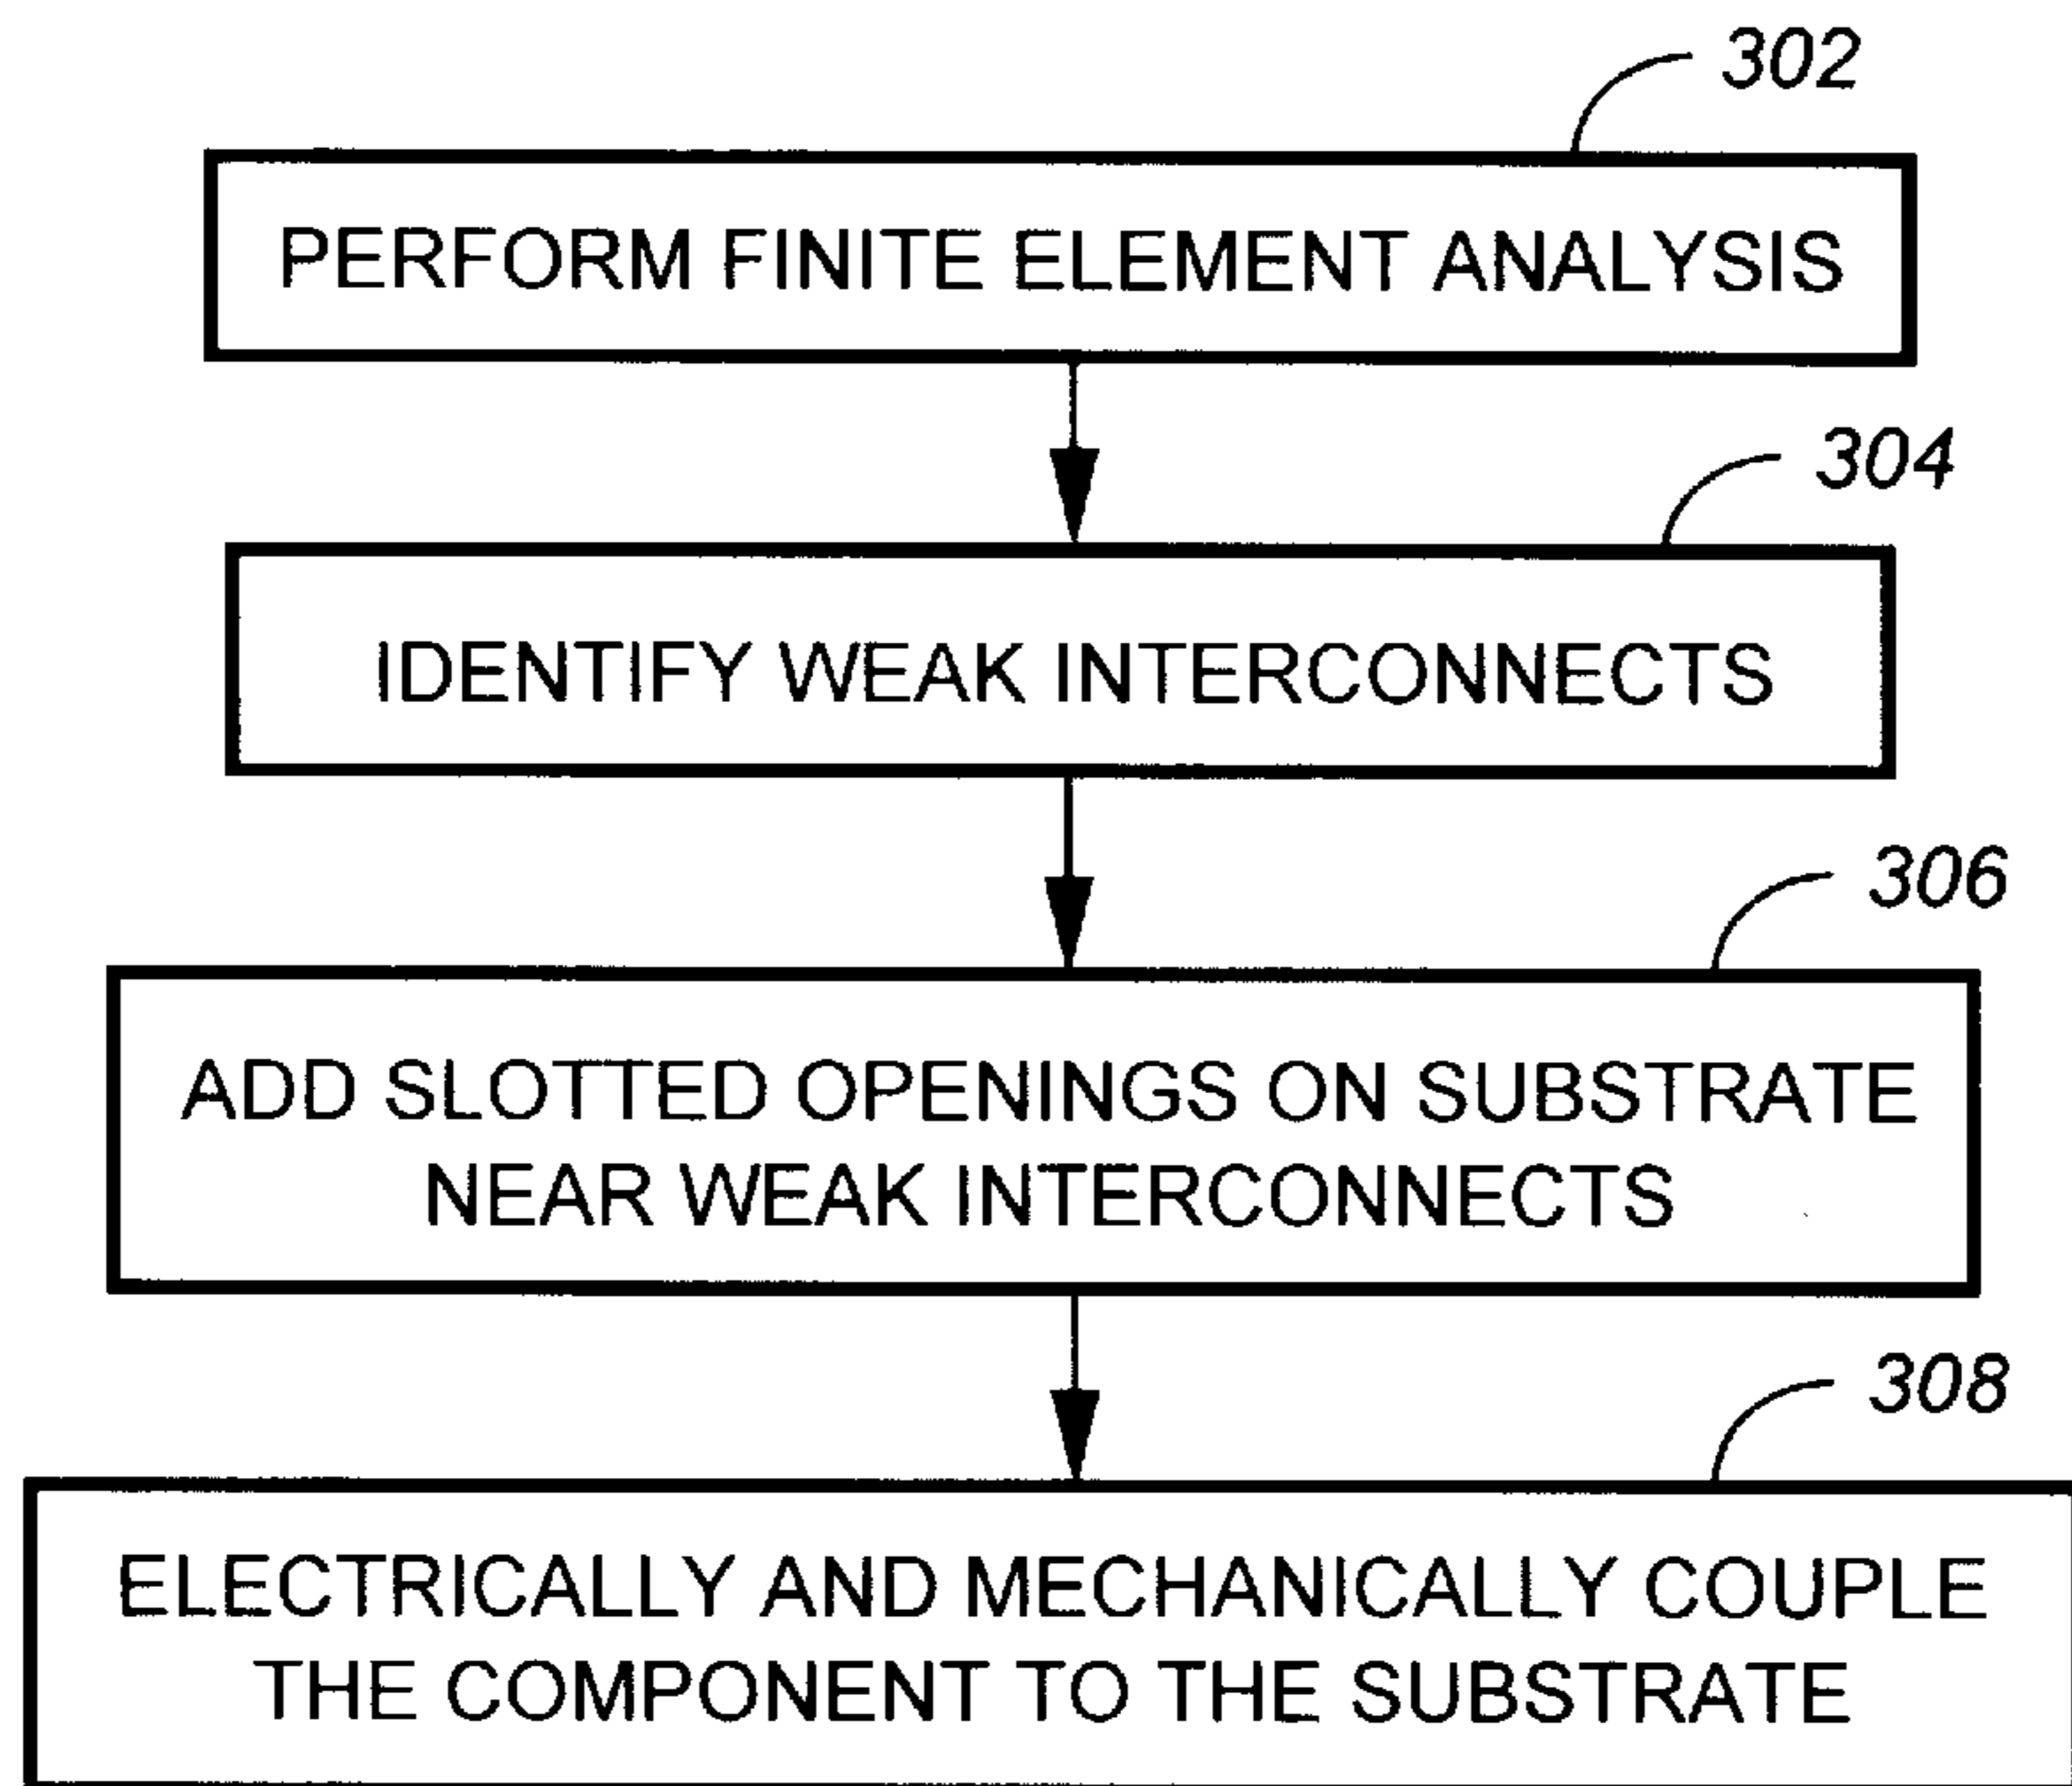 302
PERFORM FINITE ELEMENT ANALYSIS
304
IDENTIFY WEAK INTERCONNECTS
306
ADD SLOTTED OPENINGS ON SUBSTRATE
NEAR WEAK INTERCONNECTS
308
ELECTRICALLY AND MECHANICALLY COUPLE
THE COMPONENT TO THE SUBSTRATE